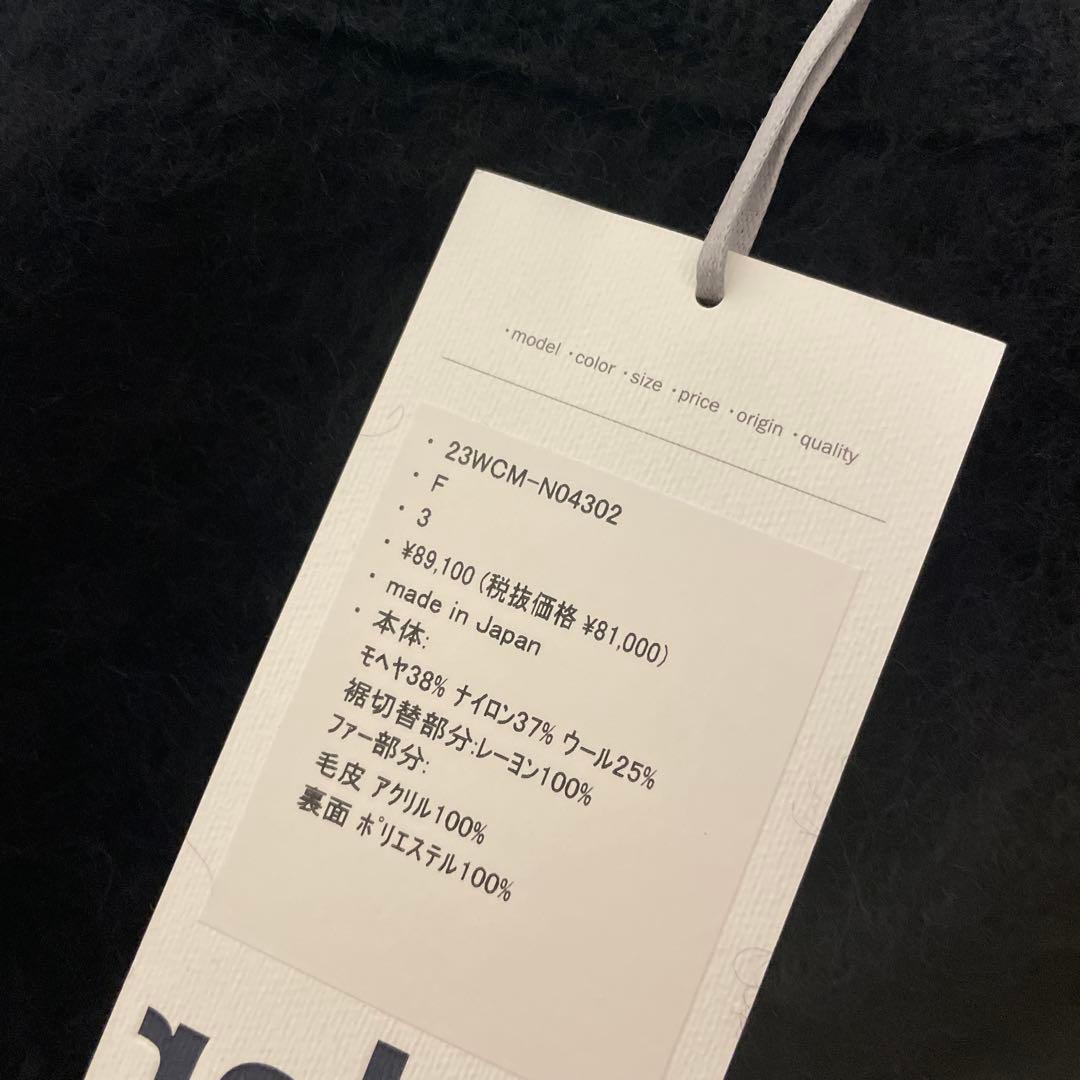 ·model ·color ·size ·price ·origin ·quality
· 23WCM-N04302
· F
· 3
· ¥89,100 (税抜価格 ¥81,000)
· made in Japan
· 本体:
モヘヤ38% ナイロン37% ウール25%
裾切替部分:レーヨン100%
ファー部分:
毛皮 アクリル100%
裏面 ポリエステル100%